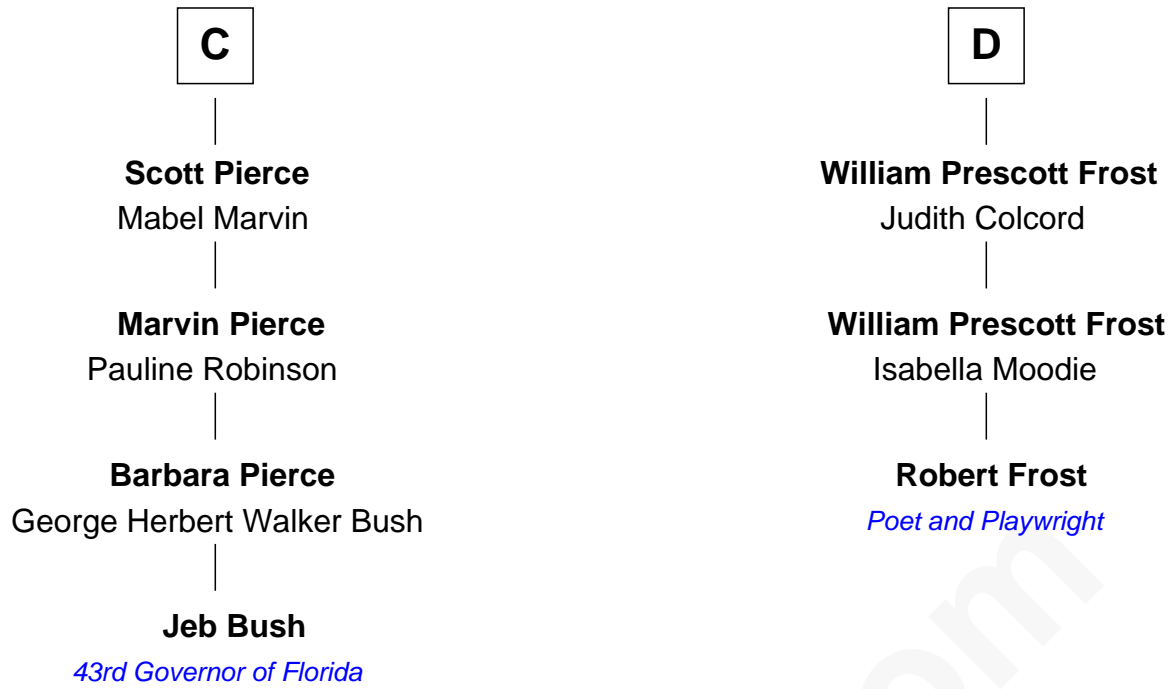 C
Scott Pierce
Mabel Marvin
Marvin Pierce
Pauline Robinson
Barbara Pierce
George Herbert Walker Bush
Jeb Bush
43rd Governor of Florida
D
William Prescott Frost
Judith Colcord
William Prescott Frost
Isabella Moodie
Robert Frost
Poet and Playwright
om